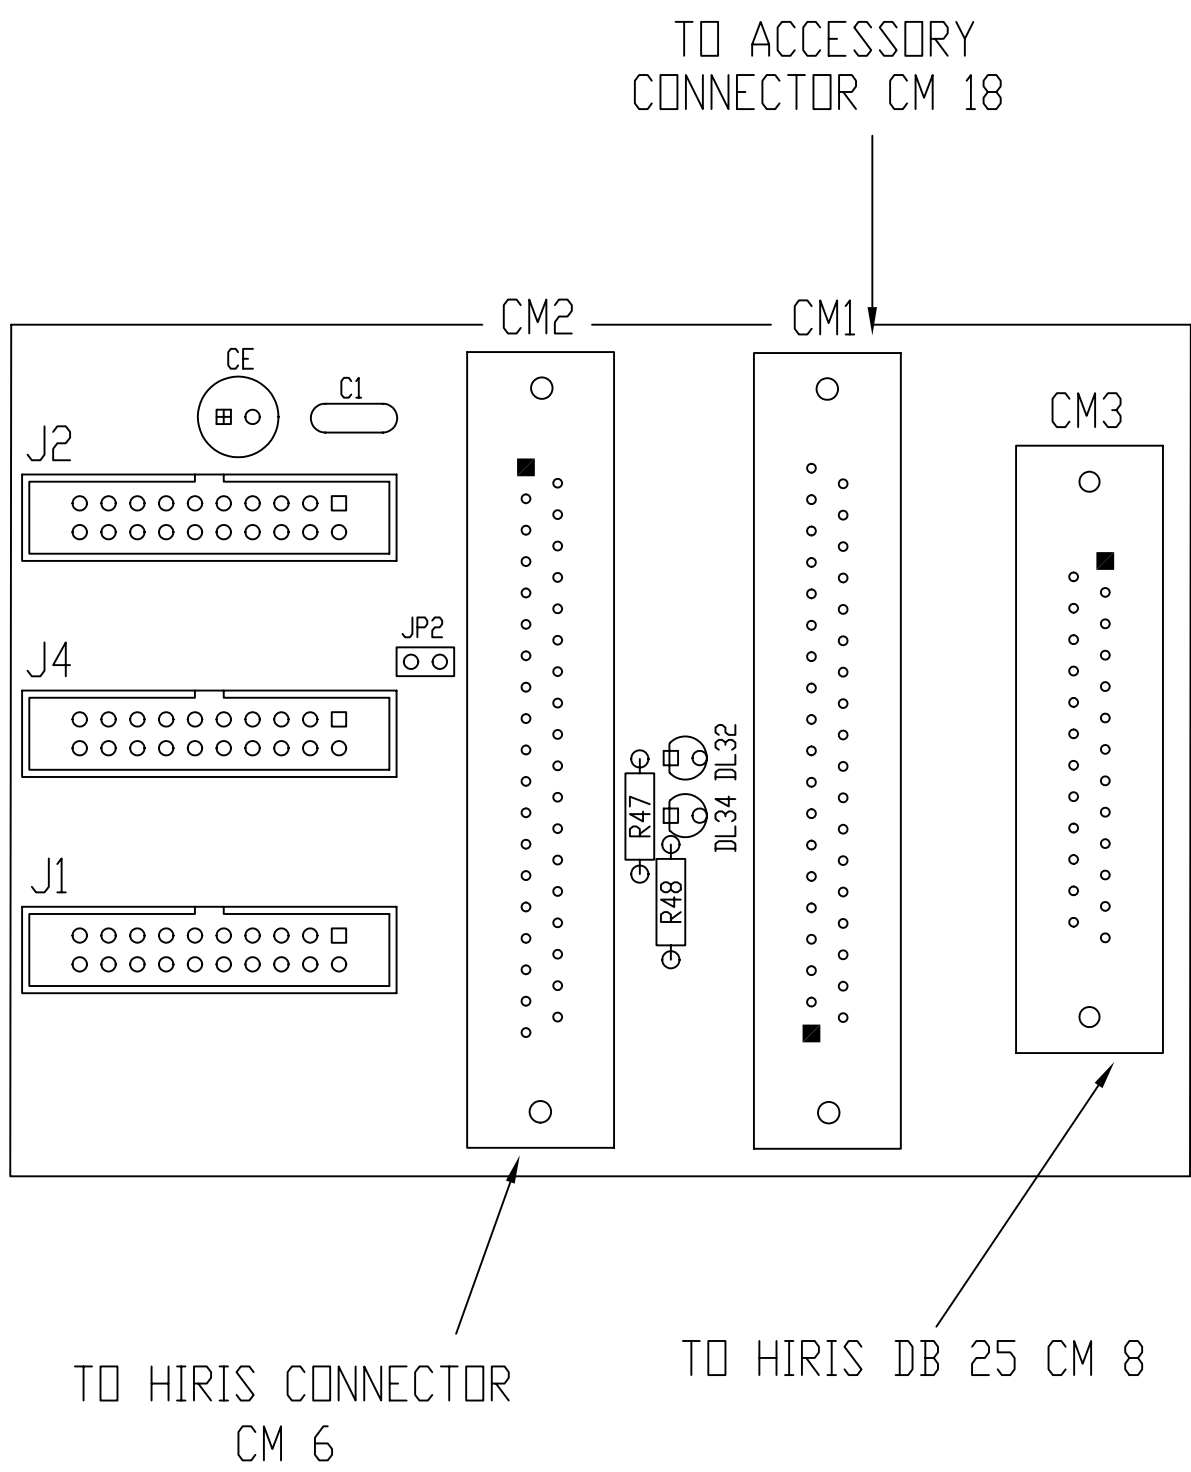 TO ACCESSORY
CONNECTOR CM 18
CM2
CM1
CE
C1
CM3
J2
JP2
J4
DL32
R47
DL34
R48
J1
TO HIRIS CONNECTOR
CM 6
TO HIRIS DB 25 CM 8